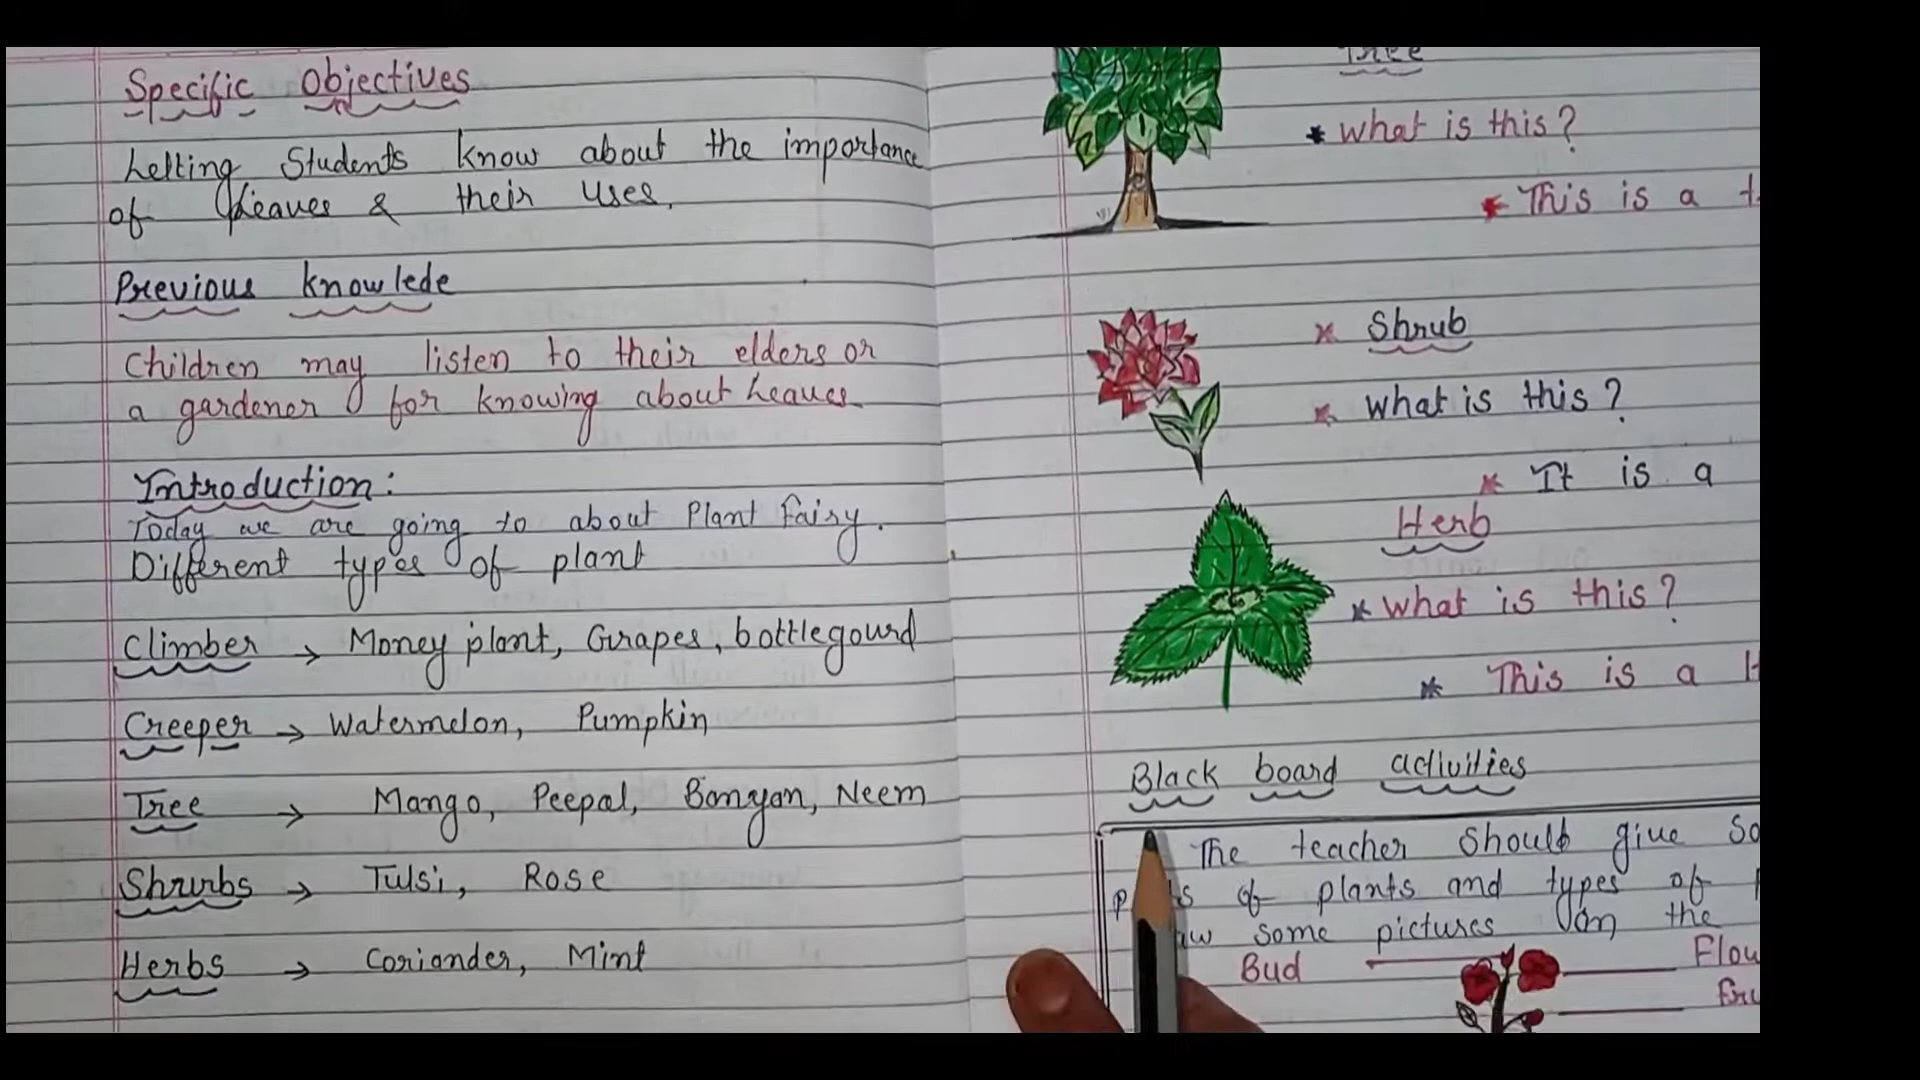 Specific Objectives
Letting Students know about the importance
of Leaves & their Uses.
Previous knowlede
Children may listen to their elders or
a gardener for knowing about Leaves
Introduction:
Today we are going to about Plant Fairy.
Different types of plant
Climber → Money plant, Grapes, bottlegourd
Creeper → Watermelon, Pumpkin
Tree → Mango, Peepal, Banyan, Neem
Shrubs → Tulsi, Rose
Herbs → Coriander, Mint
Tree
* What is this?
* This is a
* Shrub
* What is this?
* It is a
Herb
* What is this?
* This is a
Black board activities
The teacher should give
of plants and types of
some pictures on the
Bud